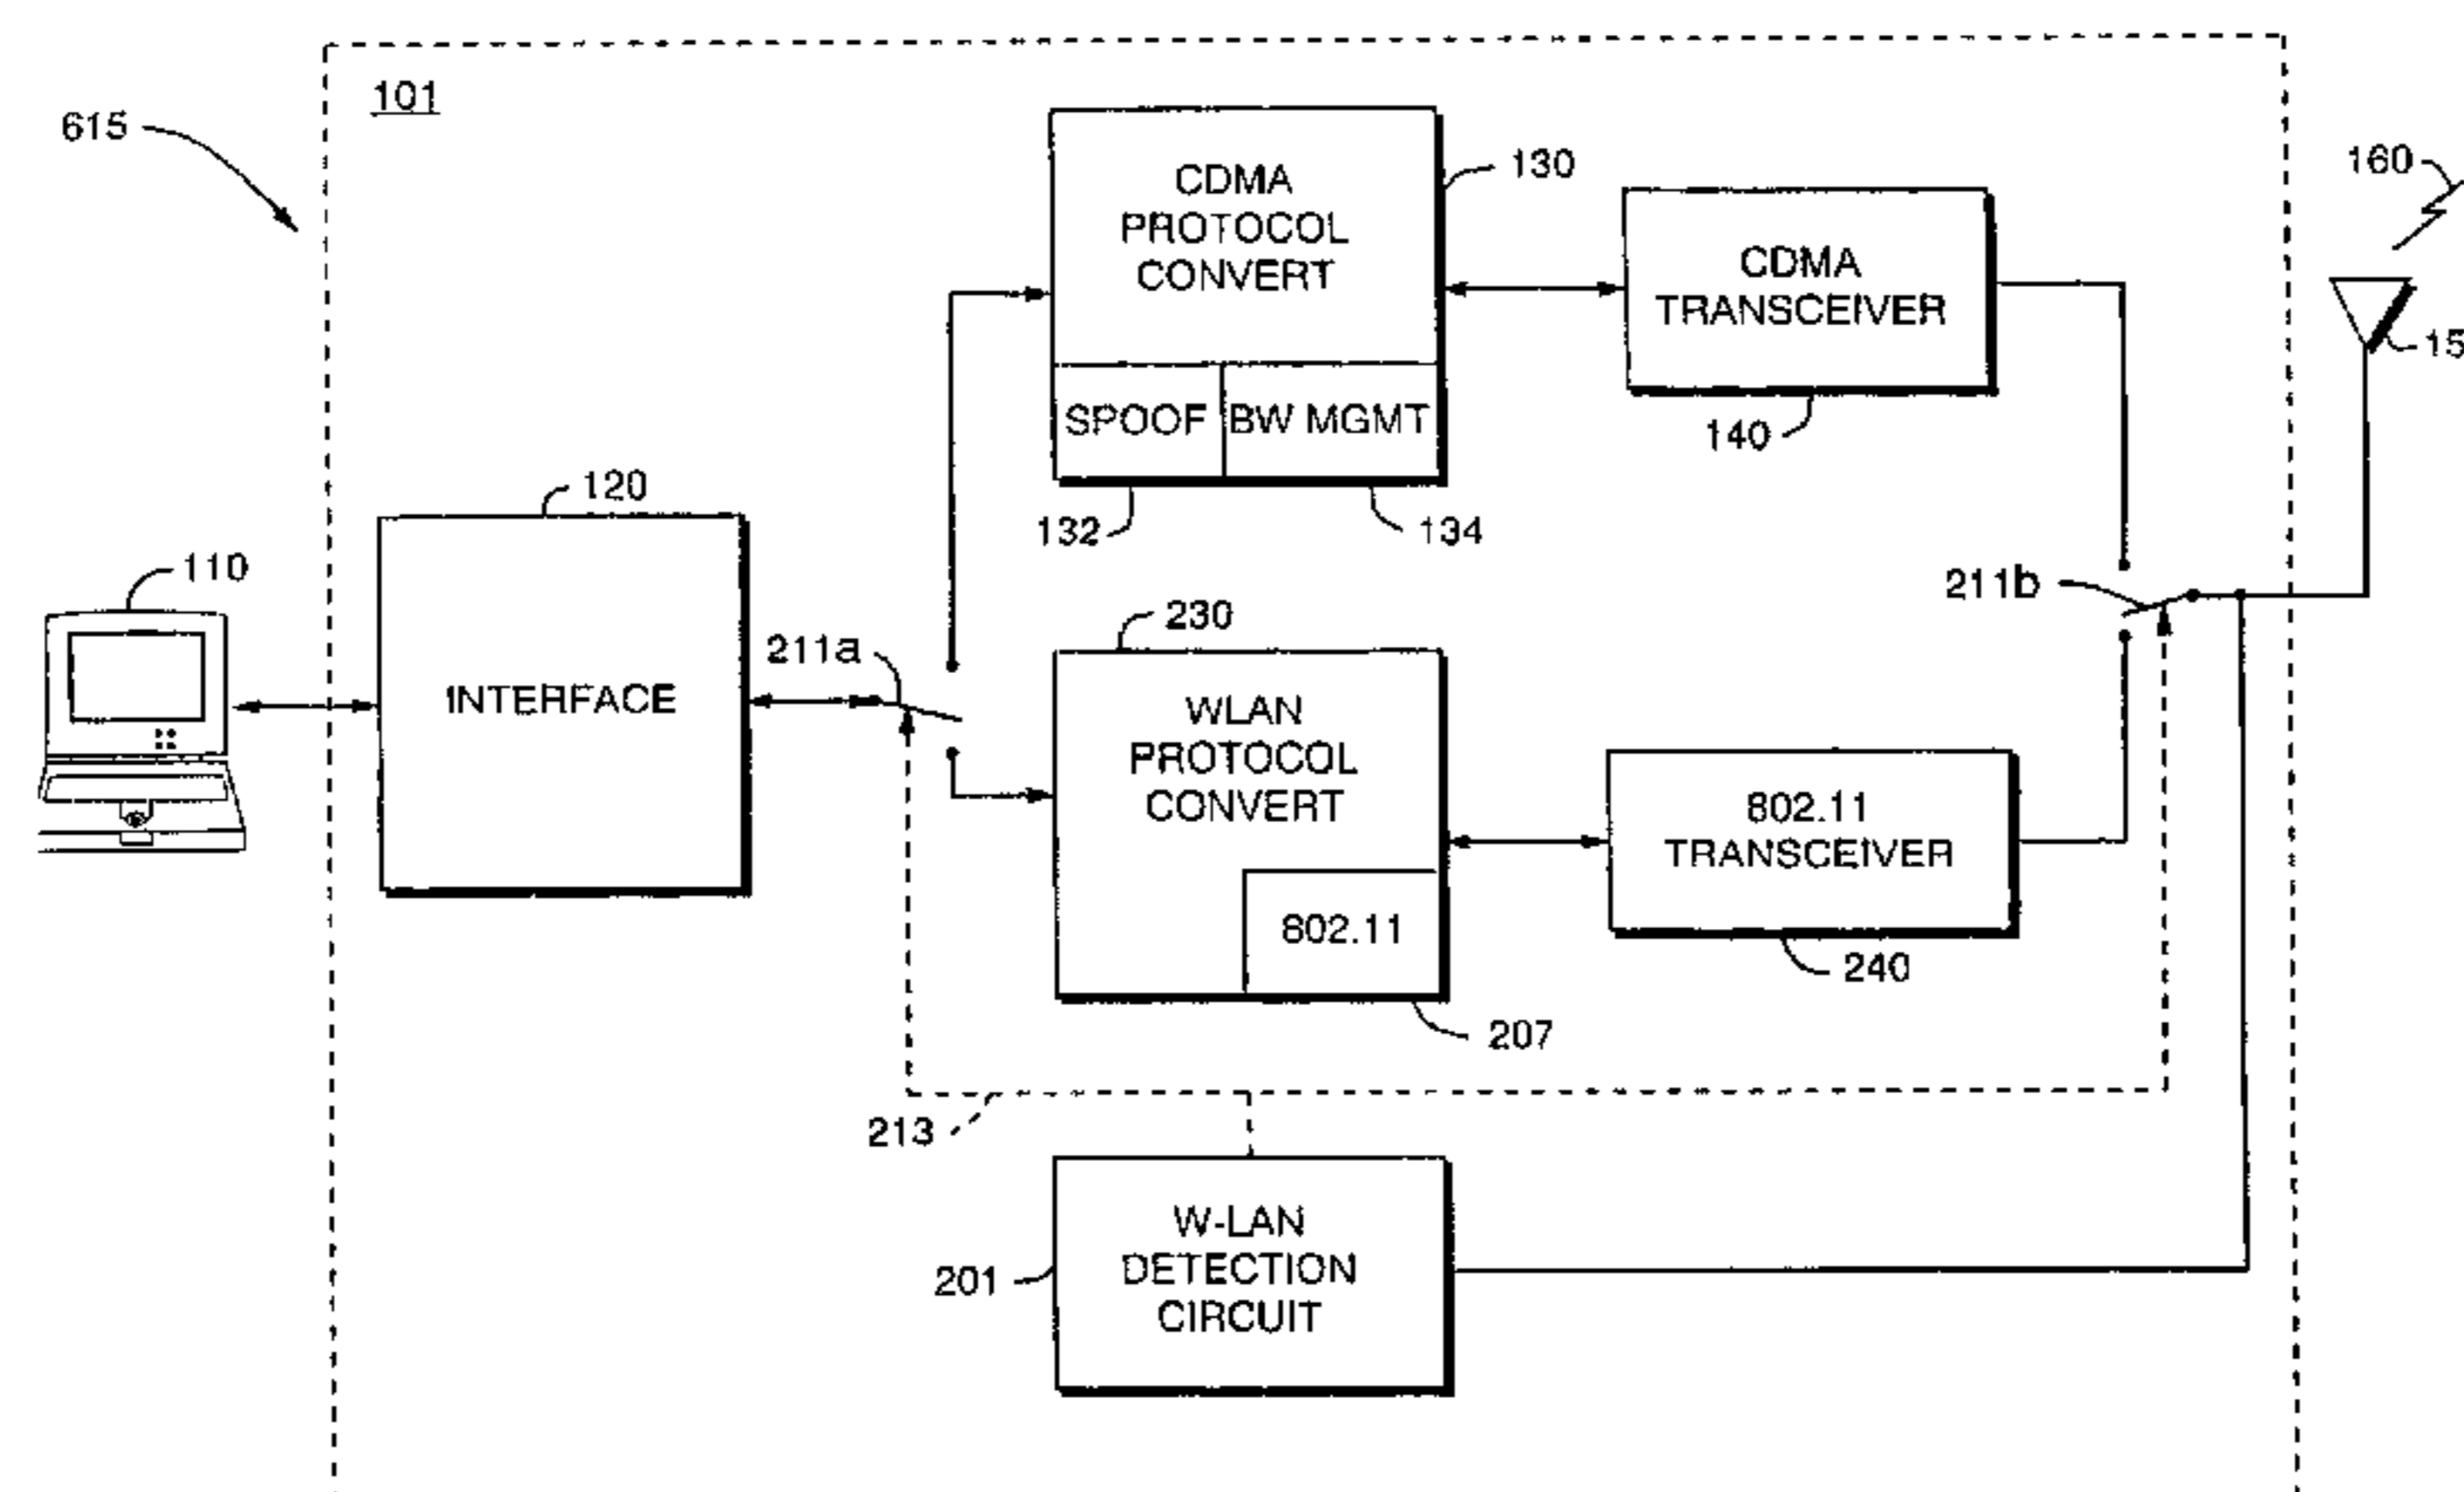 101
615
CDMA
PROTOCOL
CONVERT
130
160
CDMA
TRANSCEIVER
15
SPOOF
BW MGMT
140
120
132
134
110
211b
230
211a
INTERFACE
WLAN
PROTOCOL
CONVERT
802.11
TRANSCEIVER
802.11
240
207
213
W-LAN
DETECTION
CIRCUIT
201